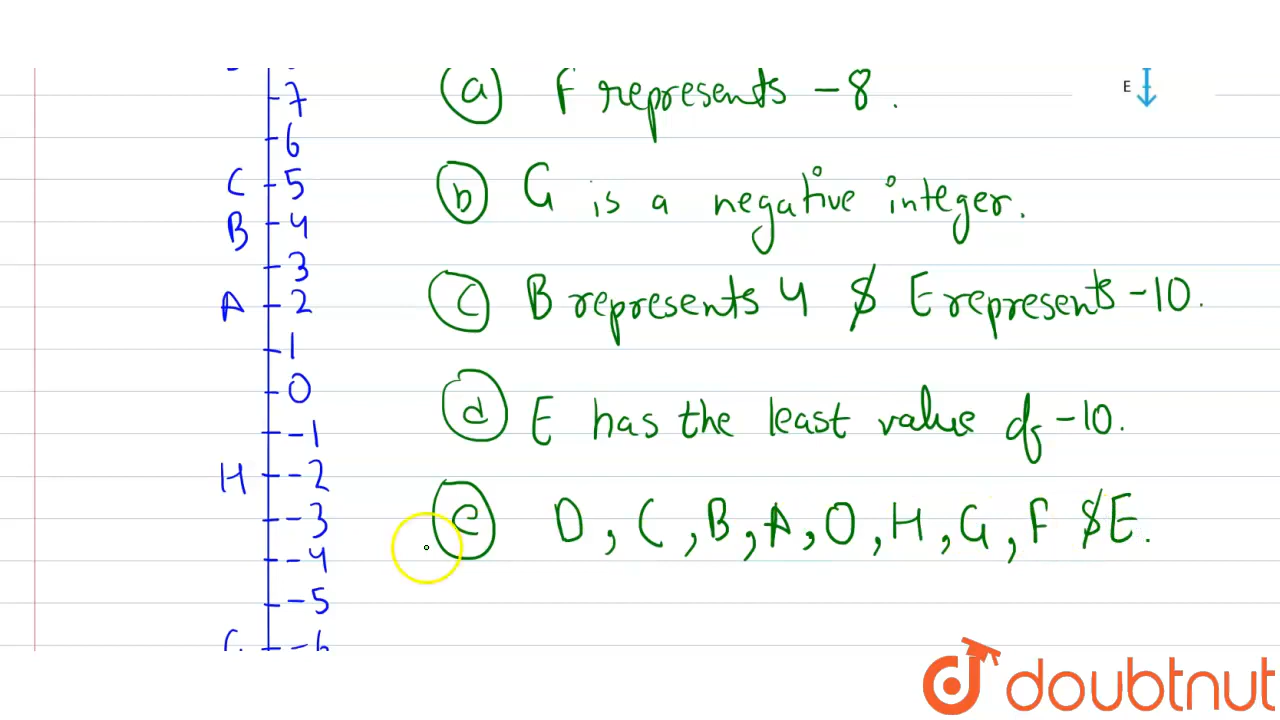 7
6
C 5
B 4
3
A 2
1
0
-1
H -2
-3
-4
-5
-6
(a) F represents -8.
(b) G is a negative integer.
(c) B represents 4 & E represents -10.
(d) E has the least value of -10.
(e) D, C, B, A, O, H, G, F & E.
E
doubtnut